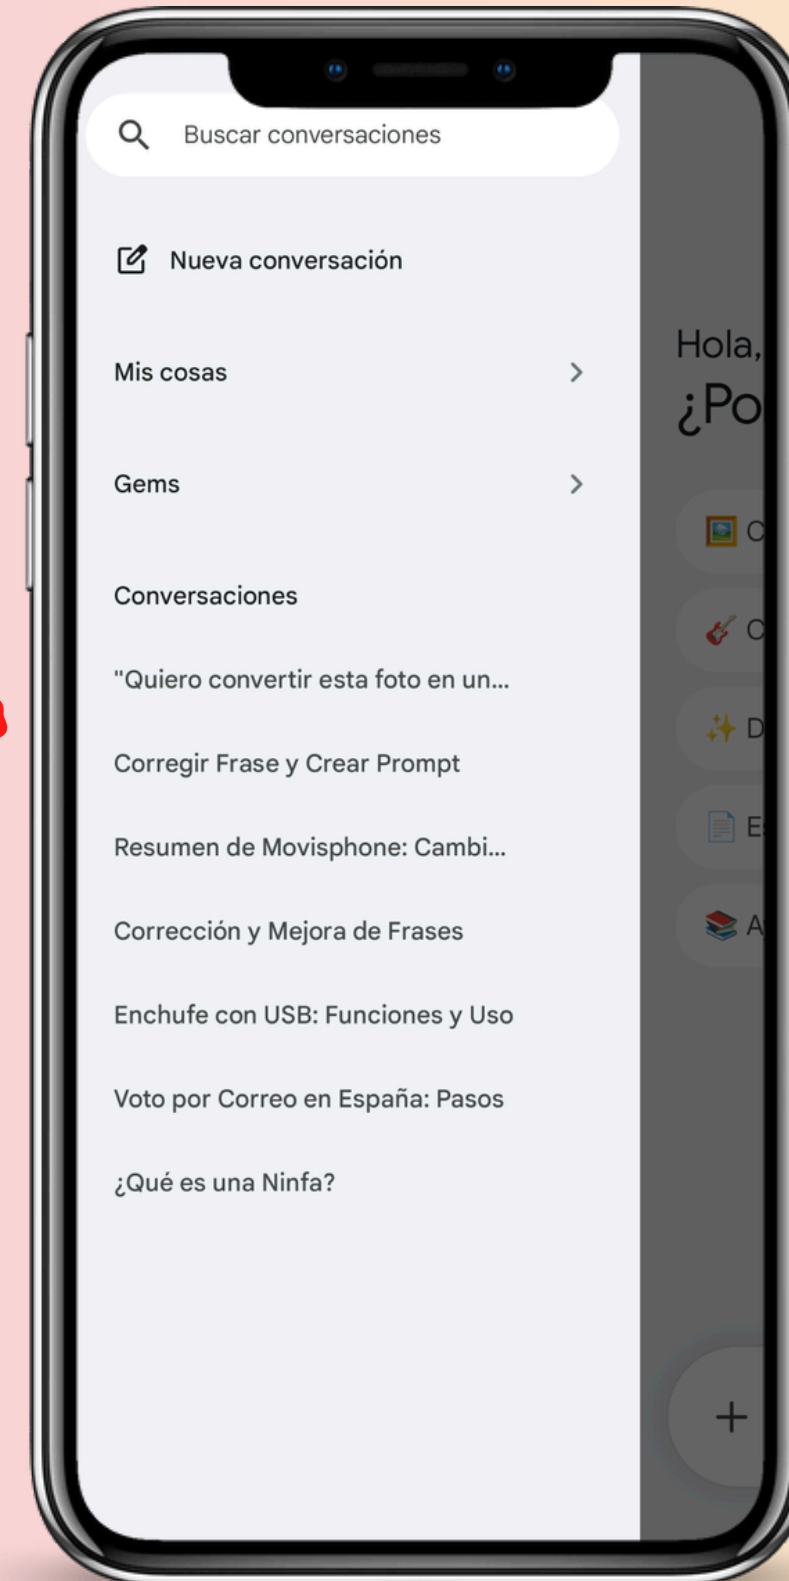 Buscar conversaciones
Nueva conversación
Mis cosas
Gems
Conversaciones
"Quiero convertir esta foto en un...
Corregir Frase y Crear Prompt
Resumen de Movisphone: Cambi...
Corrección y Mejora de Frases
Enchufe con USB: Funciones y Uso
Voto por Correo en España: Pasos
¿Qué es una Ninfa?
Hola,
¿Po
C
C
D
E
A